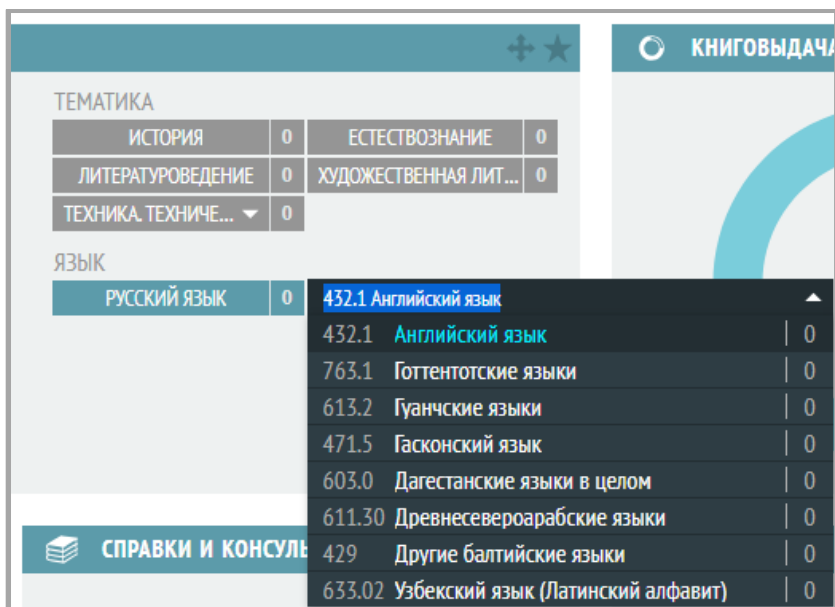 КНИГОВЫДАЧА
ТЕМАТИКА
ИСТОРИЯ 0 ЕСТЕСТВОЗНАНИЕ 0
ЛИТЕРАТУРОВЕДЕНИЕ 0 ХУДОЖЕСТВЕННАЯ ЛИТ... 0
ТЕХНИКА. ТЕХНИЧЕ... 0
ЯЗЫК
РУССКИЙ ЯЗЫК 0 432.1 Английский язык
432.1 Английский язык 0
763.1 Готтентотские языки 0
613.2 Гуанчские языки 0
471.5 Гасконский язык 0
603.0 Дагестанские языки в целом 0
611.30 Древнесевероарабские языки 0
429 Другие балтийские языки 0
633.02 Узбекский язык (Латинский алфавит) 0
СПРАВКИ И КОНСУЛЬ